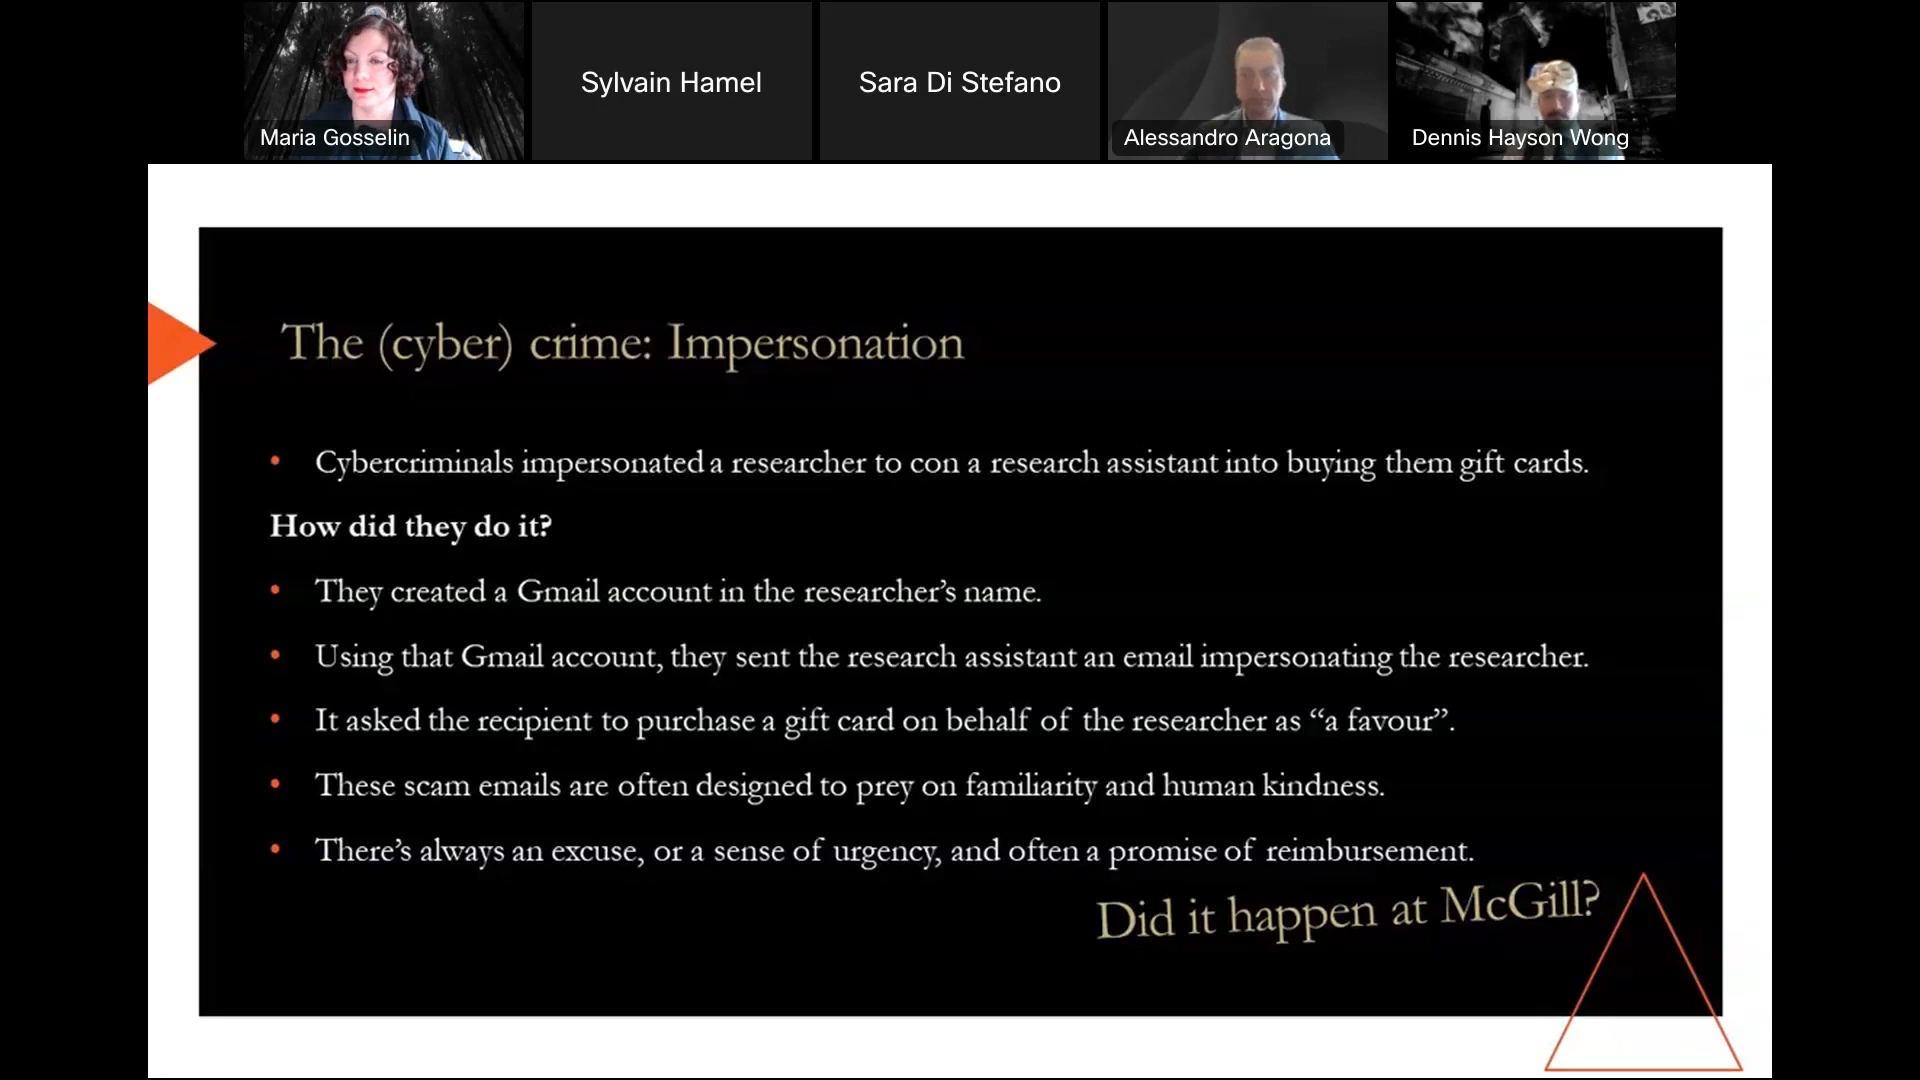 Maria Gosselin
Sylvain Hamel
Sara Di Stefano
Alessandro Aragona
Dennis Hayson Wong
The (cyber) crime: Impersonation
• Cybercriminals impersonated a researcher to con a research assistant into buying them gift cards.
How did they do it?
• They created a Gmail account in the researcher’s name.
• Using that Gmail account, they sent the research assistant an email impersonating the researcher.
• It asked the recipient to purchase a gift card on behalf of the researcher as “a favour”.
• These scam emails are often designed to prey on familiarity and human kindness.
• There’s always an excuse, or a sense of urgency, and often a promise of reimbursement.
Did it happen at McGill?